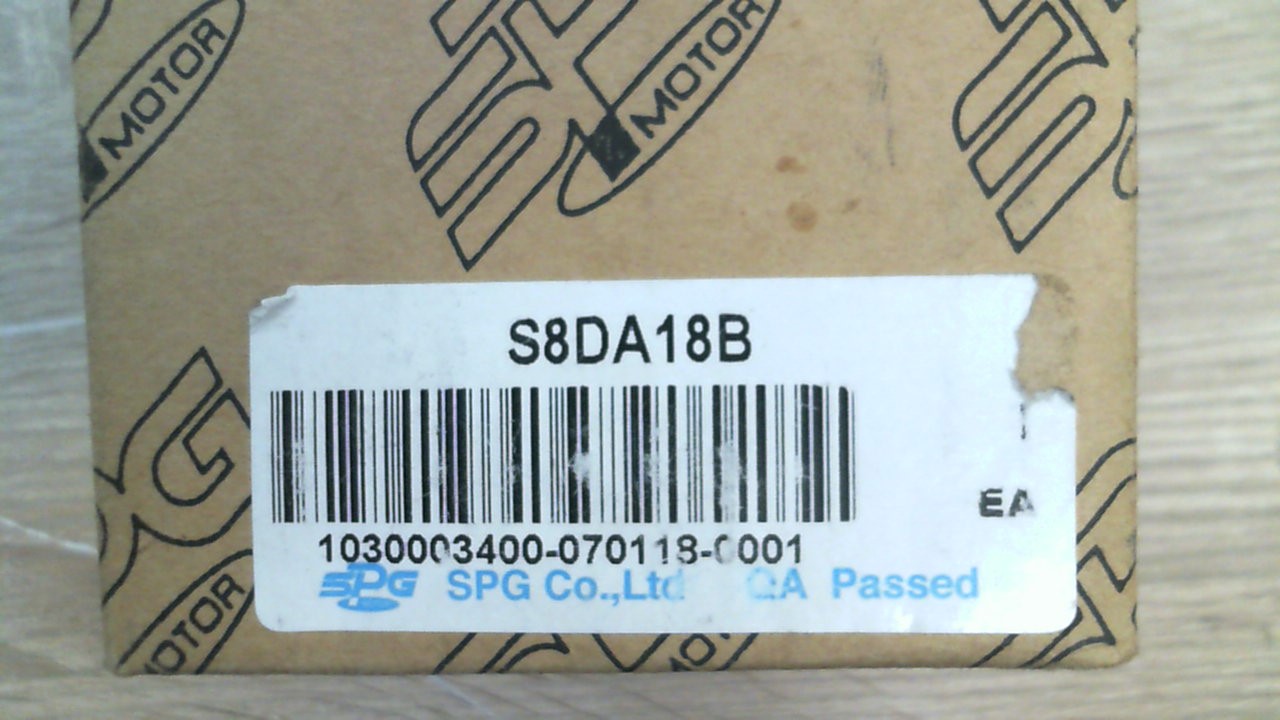 MOTOR
MOTOR
S8DA18B
EA
1030003400-070118-0001
SPG SPG Co.,Ltd QA Passed
MOTOR